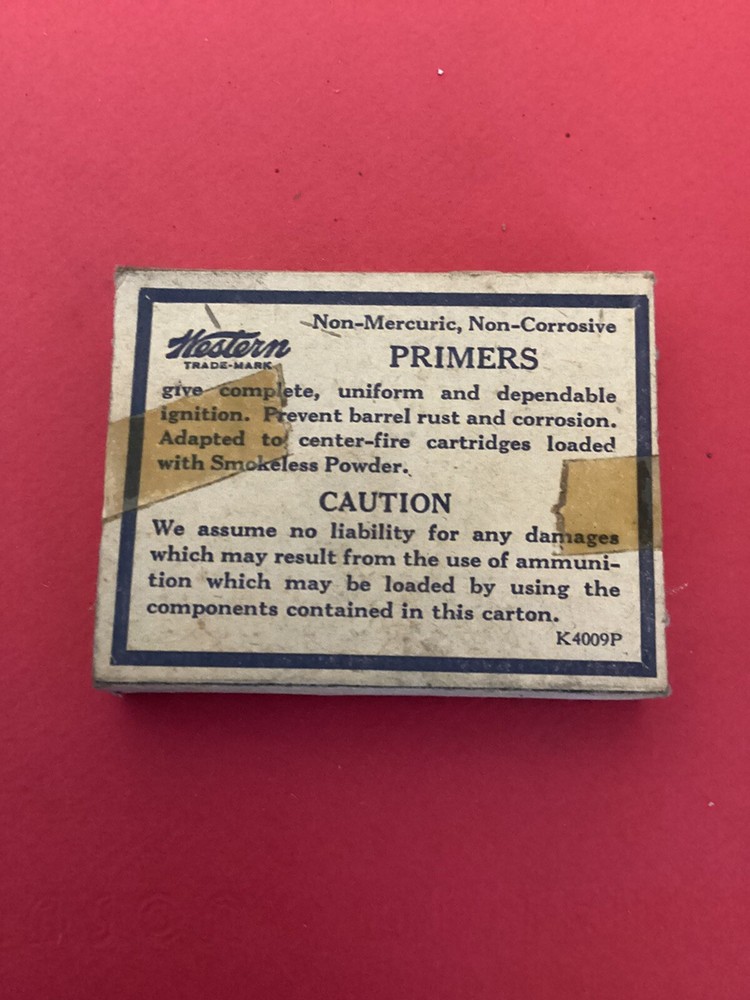 Non-Mercuric, Non-Corrosive
Western
TRADE-MARK
PRIMERS
give complete, uniform and dependable
ignition. Prevent barrel rust and corrosion.
Adapted to center-fire cartridges loaded
with Smokeless Powder.
CAUTION
We assume no liability for any damages
which may result from the use of ammuni-
tion which may be loaded by using the
components contained in this carton.
K4009P